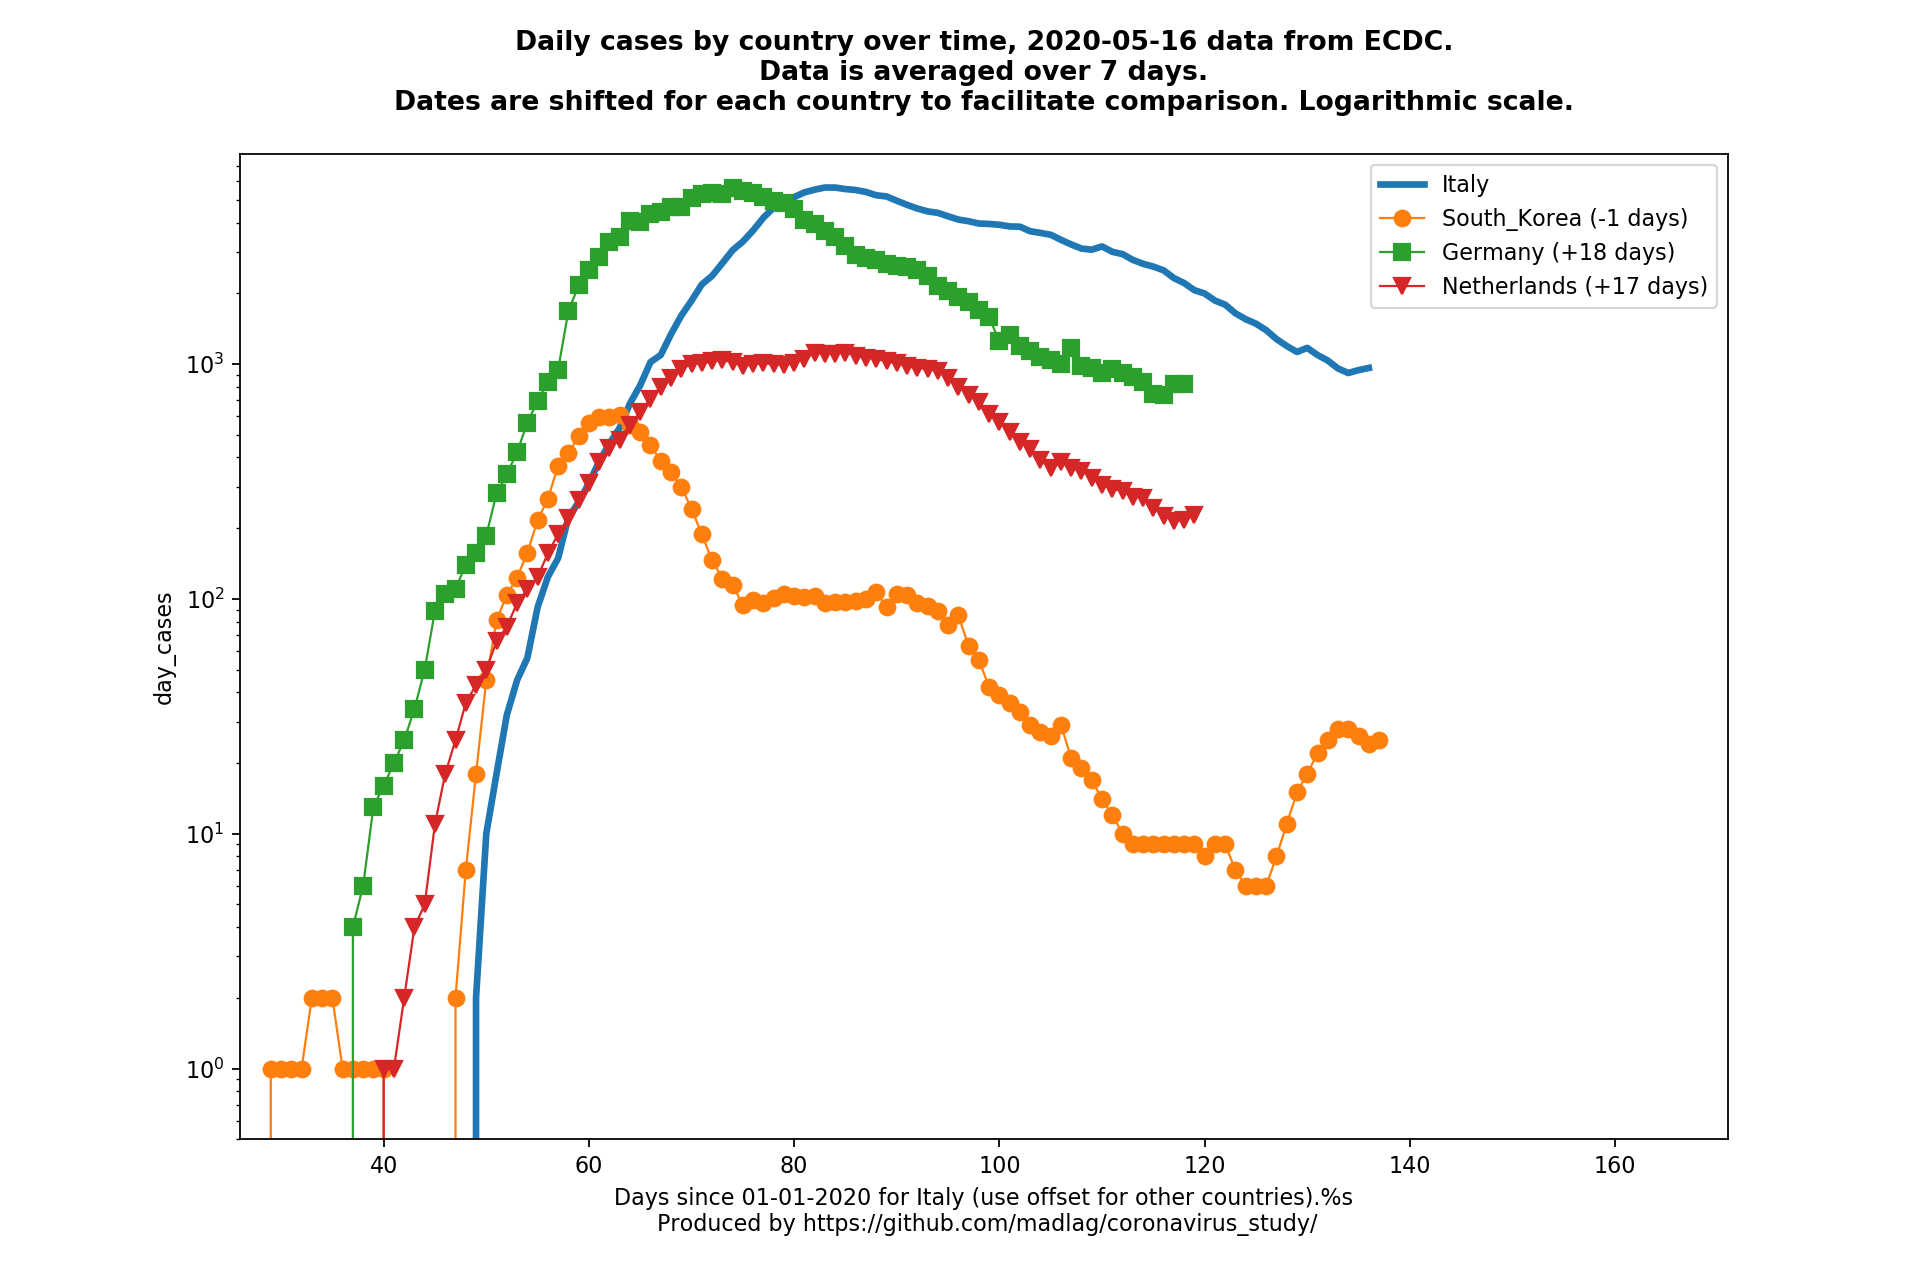 Daily cases by country over time, 2020-05-16 data from ECDC.
Data is averaged over 7 days.
Dates are shifted for each country to facilitate comparison. Logarithmic scale.
Italy
South_Korea (-1 days)
Germany (+18 days)
Netherlands (+17 days)
day_cases
10³
10²
10¹
10⁰
40 60 80 100 120 140 160
Days since 01-01-2020 for Italy (use offset for other countries).%s
Produced by https://github.com/madlag/coronavirus_study/